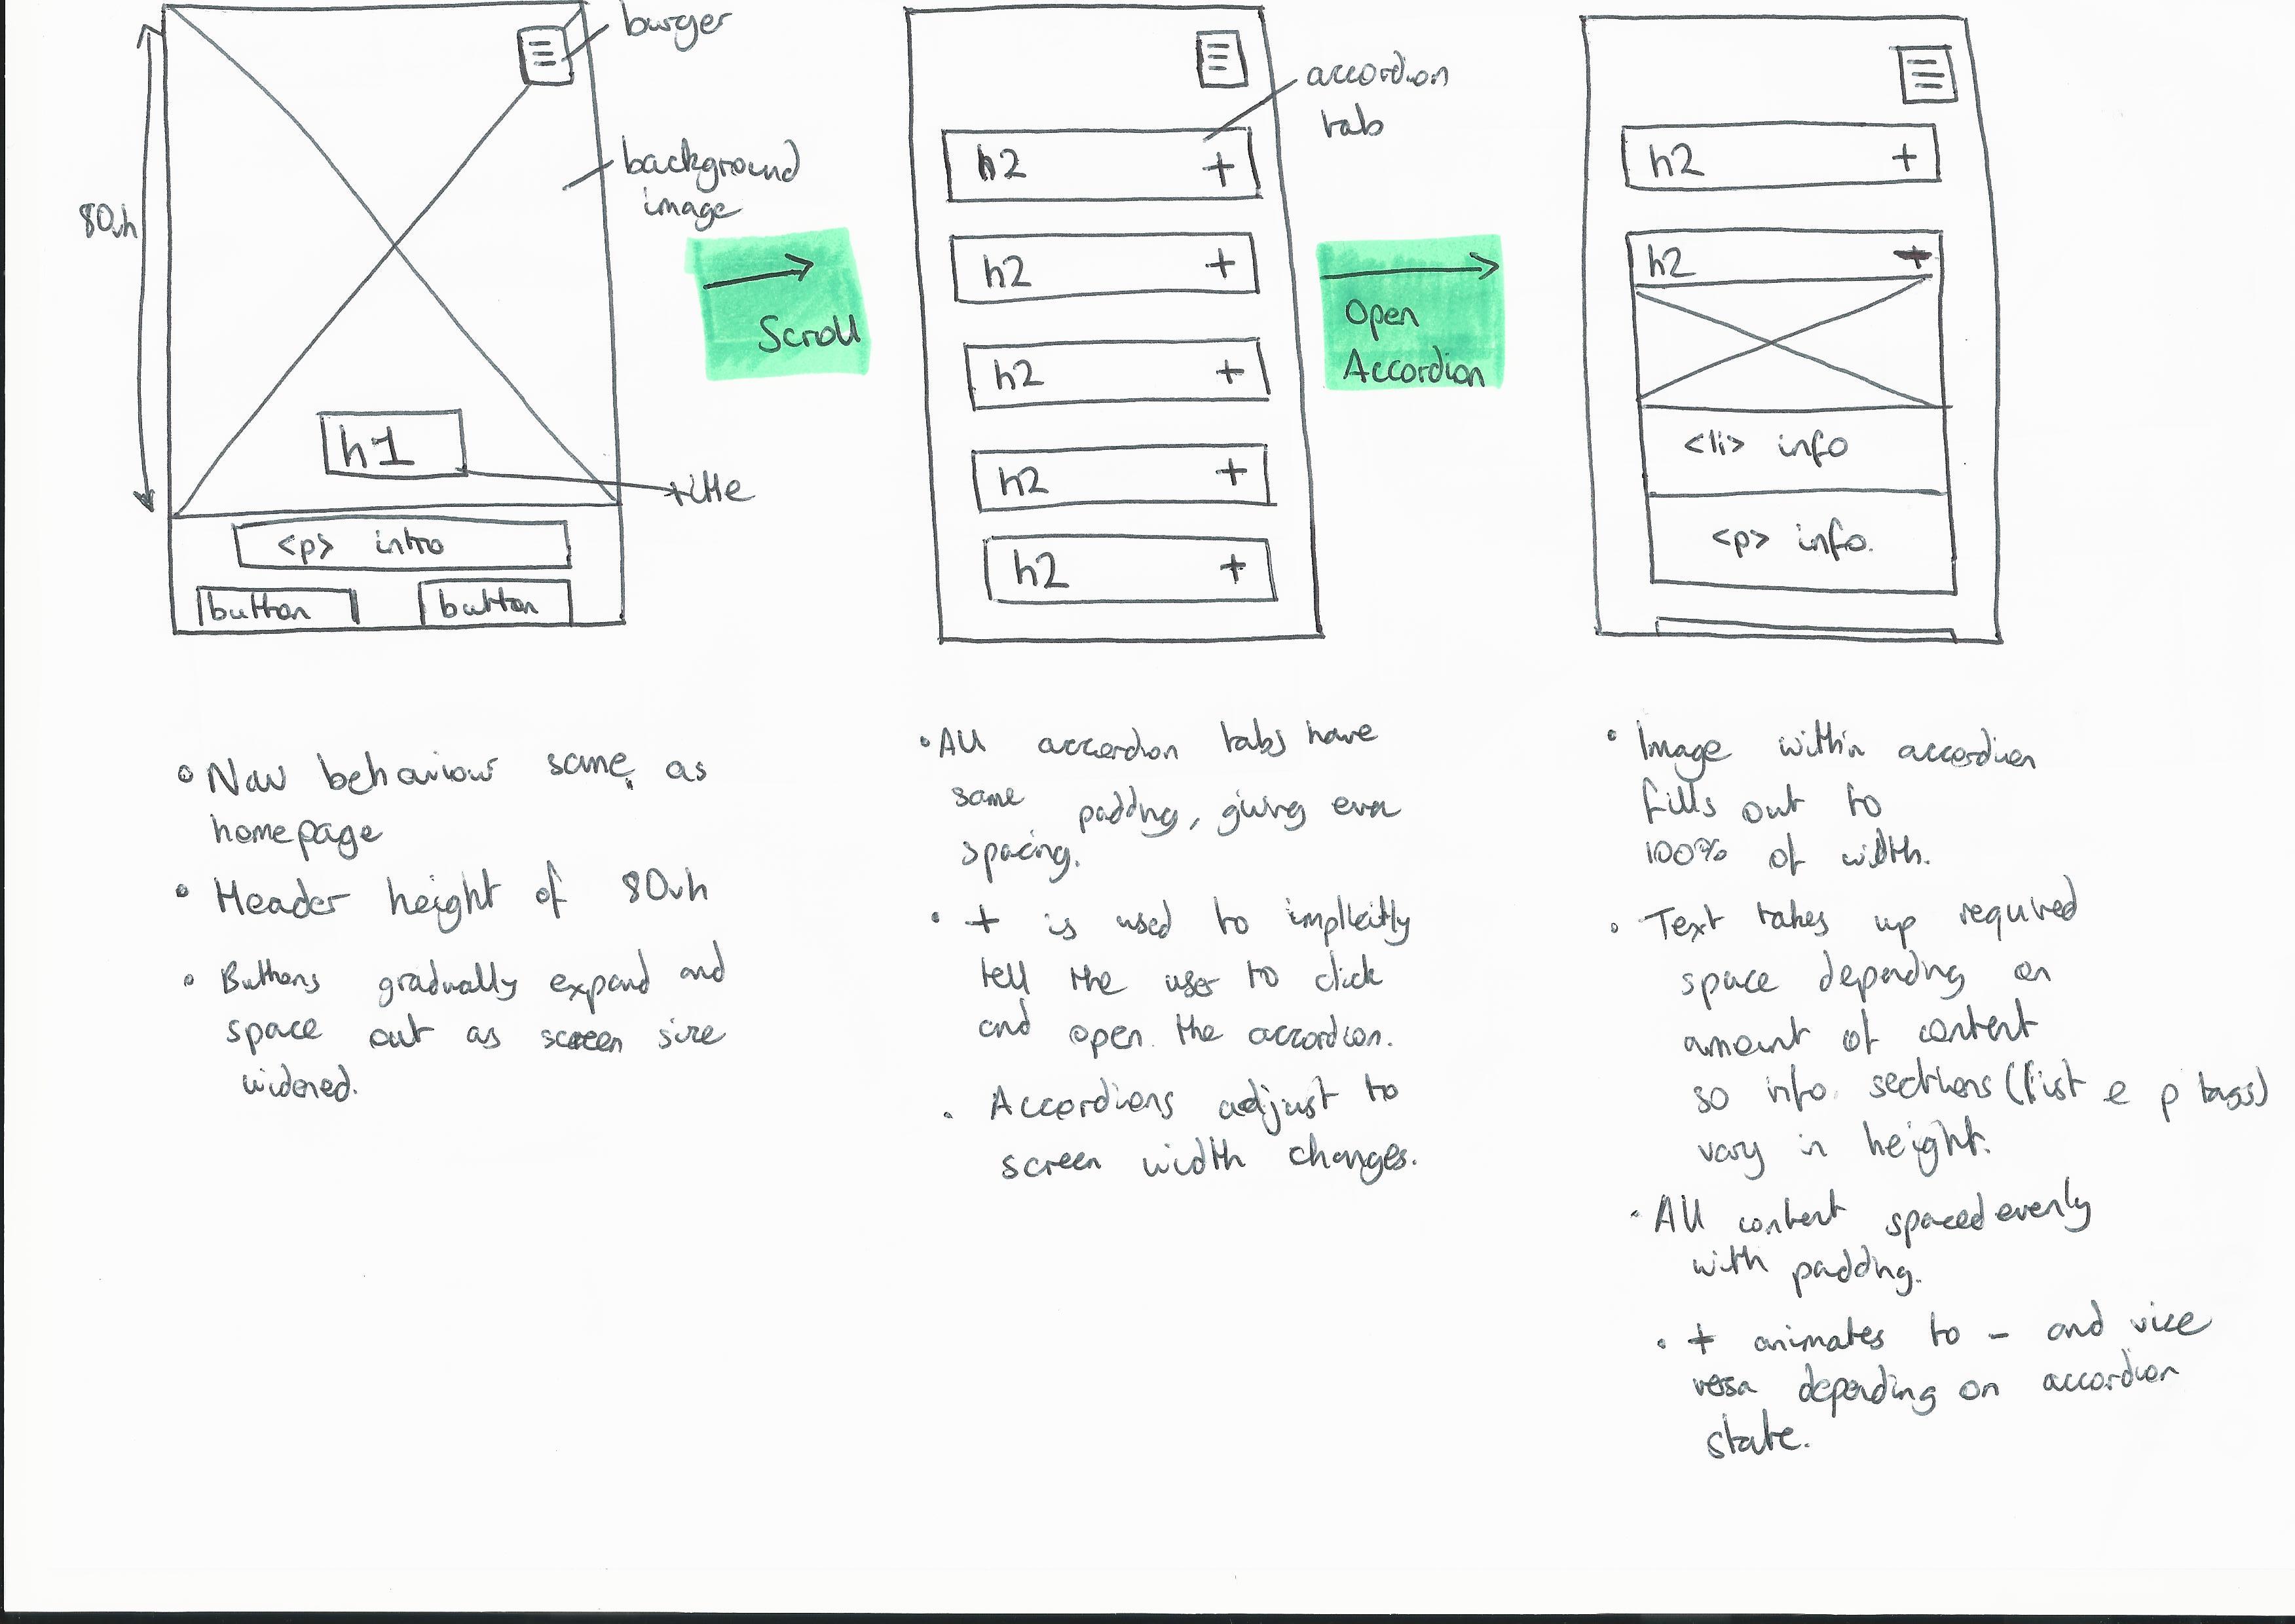 burger
background
image
80vh
h1
title
<p> intro
button
button
Scroll
accordion
tab
h2 +
h2 +
h2 +
h2 +
h2 +
Open
Accordion
h2 +
h2
<li> info
<p> info.
• Nav behaviour same as
homepage
• Header height of 80vh
• Buttons gradually expand and
space out as screen size
widened.
• All accordion tabs have
same padding, giving even
spacing.
• + is used to implicitly
tell the user to click
and open the accordion.
• Accordions adjust to
screen width changes.
• Image within accordion
fills out to
100% of width.
• Text takes up required
space depending on
amount of content
so info. sections (list e p tags)
vary in height.
• All content spaced evenly
with padding.
• + animates to - and vice
versa depending on accordion
state.